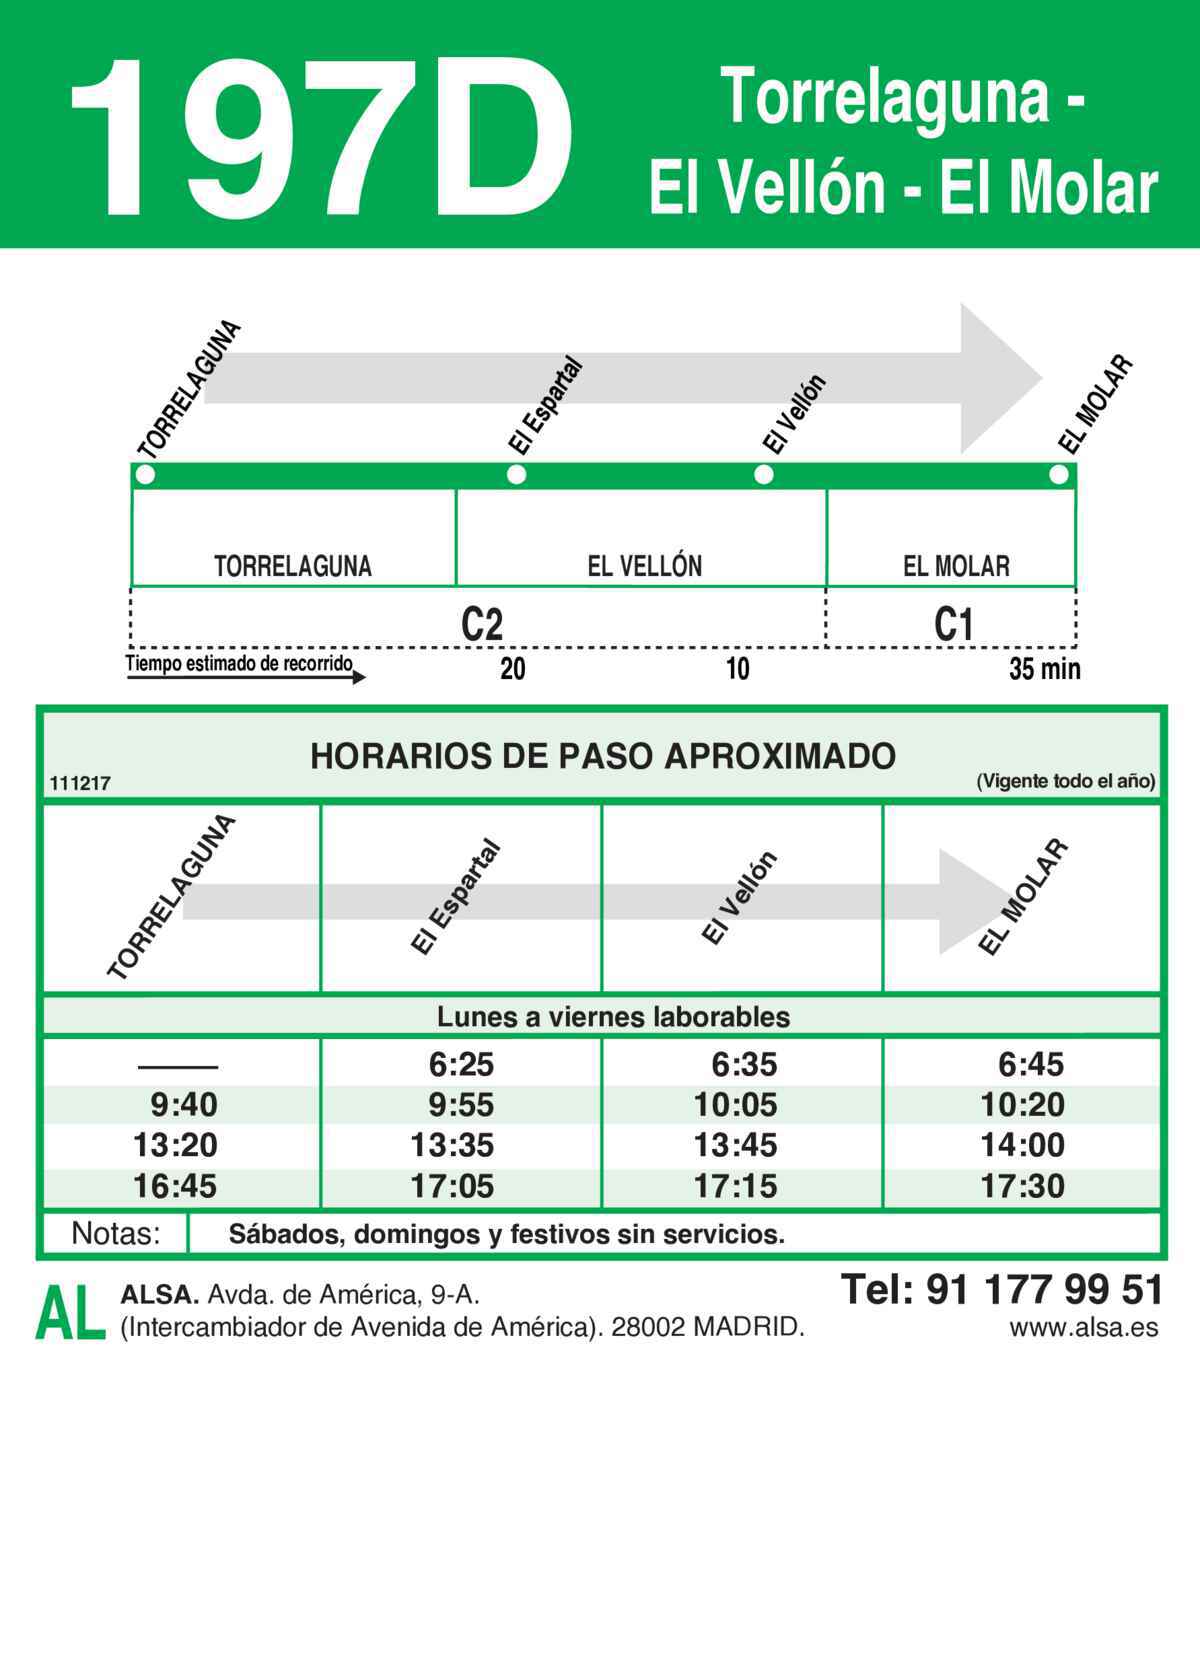 197D
Torrelaguna -
El Vellón - El Molar
TORRELAGUNA
El Espartal
El Vellón
EL MOLAR
TORRELAGUNA EL VELLÓN EL MOLAR
C2 C1
Tiempo estimado de recorrido 20 10 35 min
HORARIOS DE PASO APROXIMADO
111217 (Vigente todo el año)
TORRELAGUNA
El Espartal
El Vellón
EL MOLAR
Lunes a viernes laborables
—— 6:25 6:35 6:45
9:40 9:55 10:05 10:20
13:20 13:35 13:45 14:00
16:45 17:05 17:15 17:30
Notas: Sábados, domingos y festivos sin servicios.
AL ALSA. Avda. de América, 9-A. Tel: 91 177 99 51
(Intercambiador de Avenida de América). 28002 MADRID. www.alsa.es